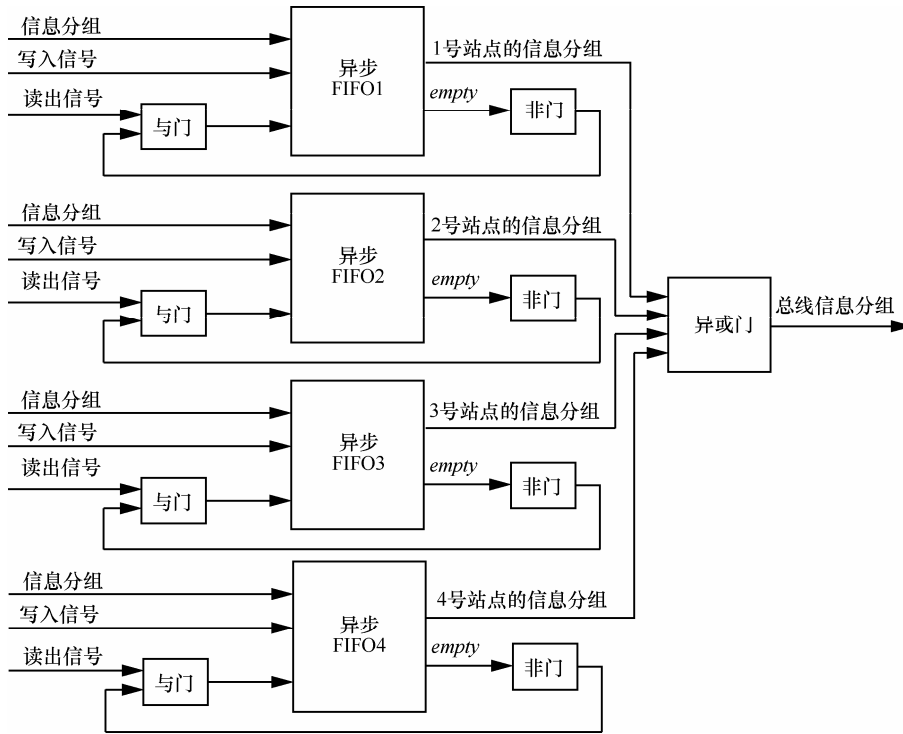 信息分组
写入信号
读出信号
与门
异步
FIFO1
1号站点的信息分组
empty
非门
信息分组
写入信号
读出信号
与门
异步
FIFO2
2号站点的信息分组
empty
非门
异或门
总线信息分组
信息分组
写入信号
读出信号
与门
异步
FIFO3
3号站点的信息分组
empty
非门
信息分组
写入信号
读出信号
与门
异步
FIFO4
4号站点的信息分组
empty
非门